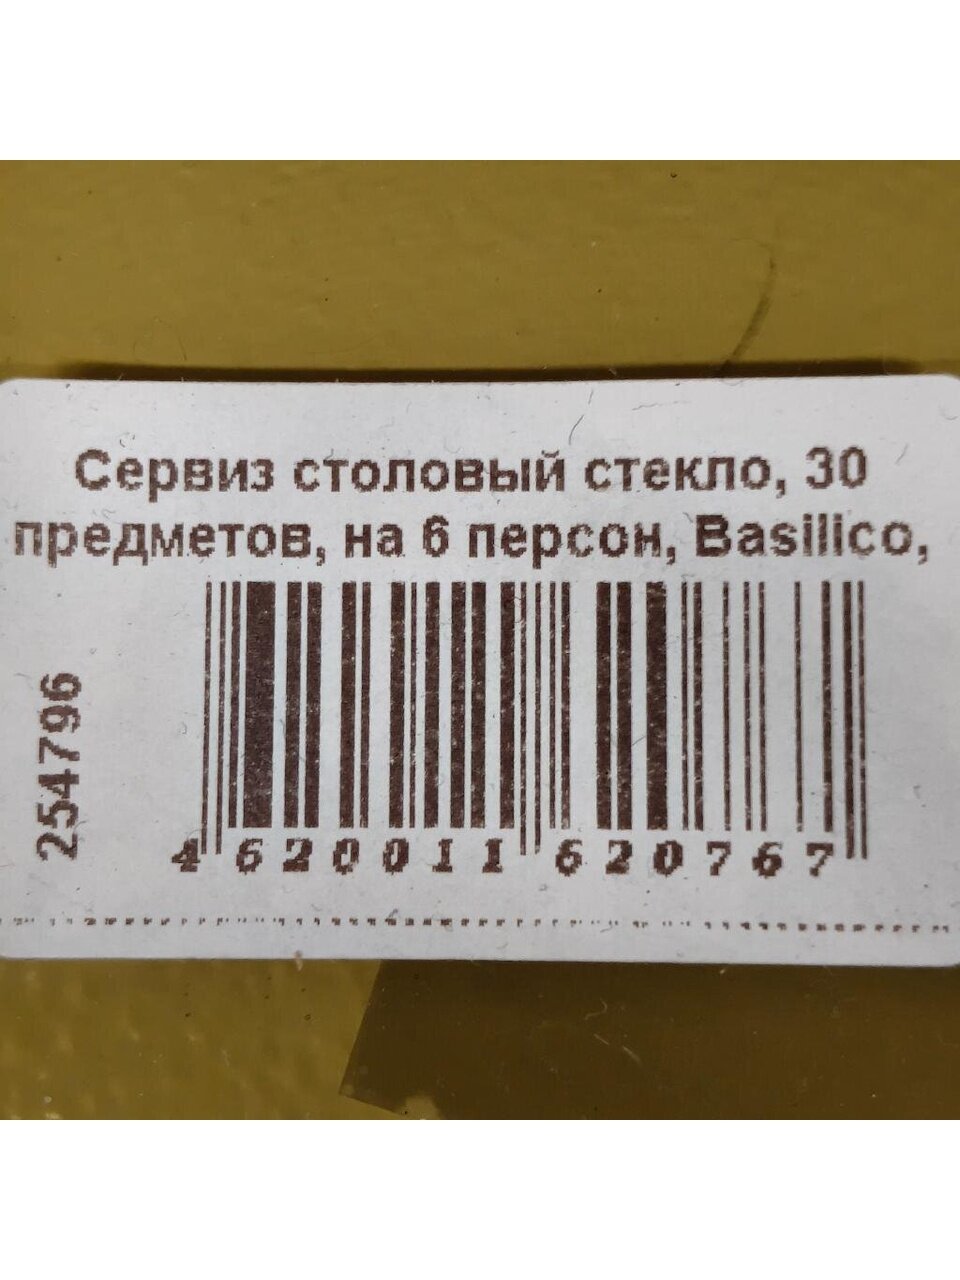 Сервиз столовый стекло, 30
предметов, на 6 персон, Basilico,
254796
4 620011 620767